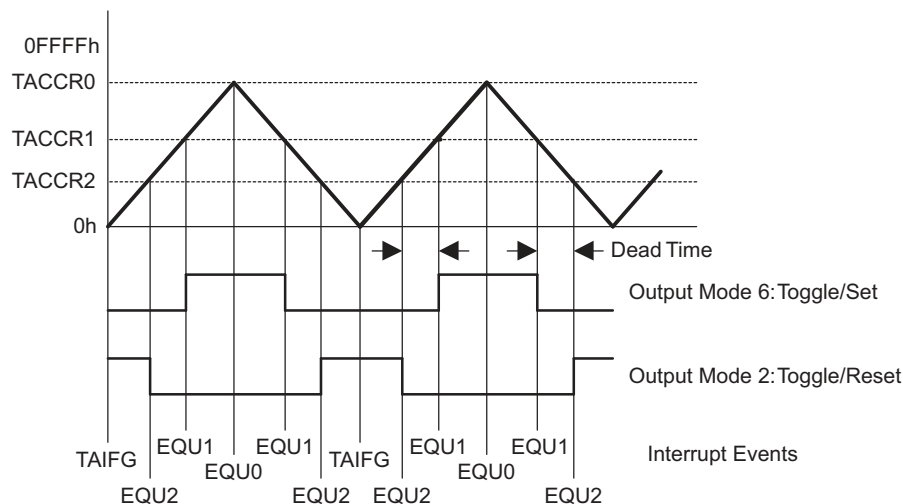 0FFFFh
TACCR0
TACCR1
TACCR2
0h
Dead Time
Output Mode 6:Toggle/Set
Output Mode 2:Toggle/Reset
TAIFG EQU1 EQU0 EQU1 TAIFG EQU1 EQU0 EQU1 Interrupt Events
EQU2 EQU2 EQU2 EQU2